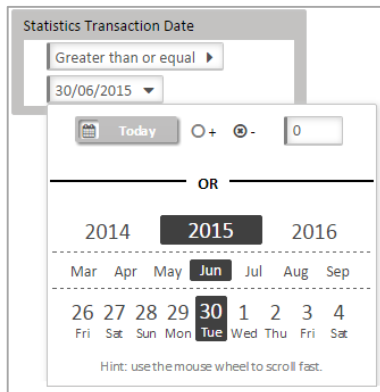 Statistics Transaction Date
Greater than or equal
30/06/2015
Today + - 0
OR
2014 2015 2016
Mar Apr May Jun Jul Aug Sep
26 27 28 29 30 1 2 3 4
Fri Sat Sun Mon Tue Wed Thu Fri Sat
Hint: use the mouse wheel to scroll fast.